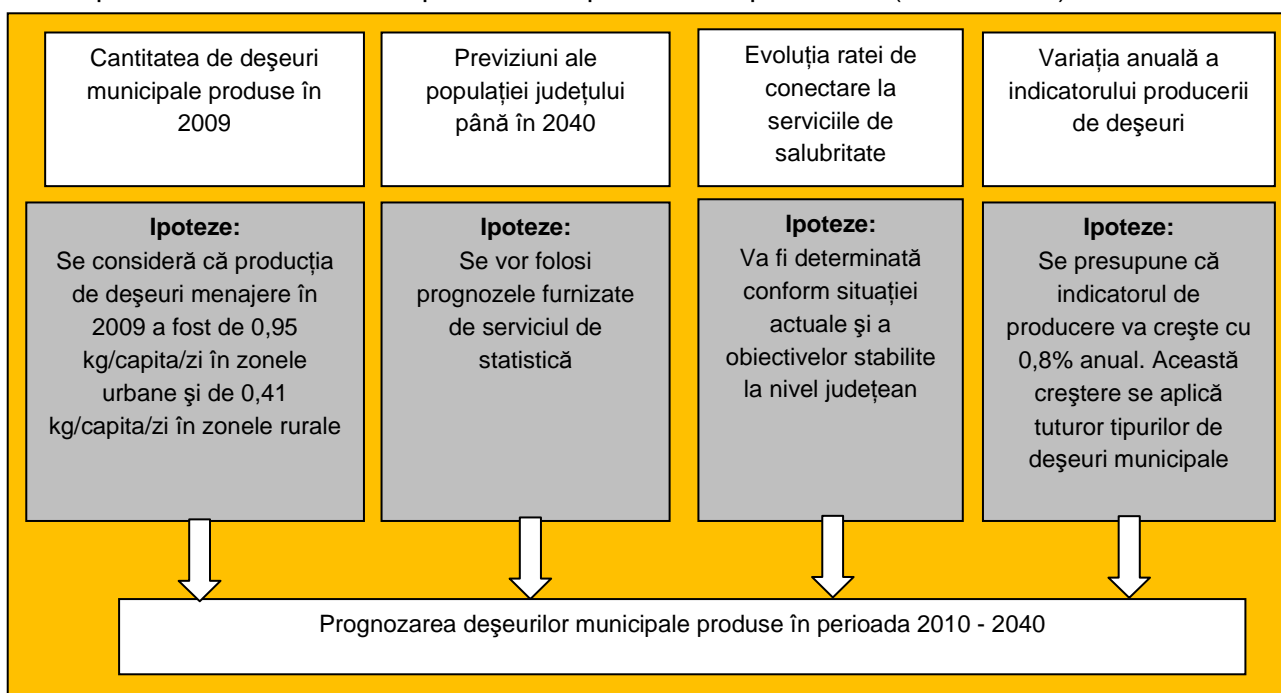 Cantitatea de deşeuri
municipale produse în
2009
Previziuni ale
populației județului
până în 2040
Evoluția ratei de
conectare la
serviciile de
salubritate
Variația anuală a
indicatorului producerii
de deşeuri
Ipoteze:
Se consideră că producția
de deşeuri menajere în
2009 a fost de 0,95
kg/capita/zi în zonele
urbane şi de 0,41
kg/capita/zi în zonele rurale
Ipoteze:
Se vor folosi
prognozele furnizate
de serviciul de
statistică
Ipoteze:
Va fi determinată
conform situației
actuale şi a
obiectivelor stabilite
la nivel județean
Ipoteze:
Se presupune că
indicatorul de
producere va creşte cu
0,8% anual. Această
creştere se aplică
tuturor tipurilor de
deşeuri municipale
Prognozarea deşeurilor municipale produse în perioada 2010 - 2040